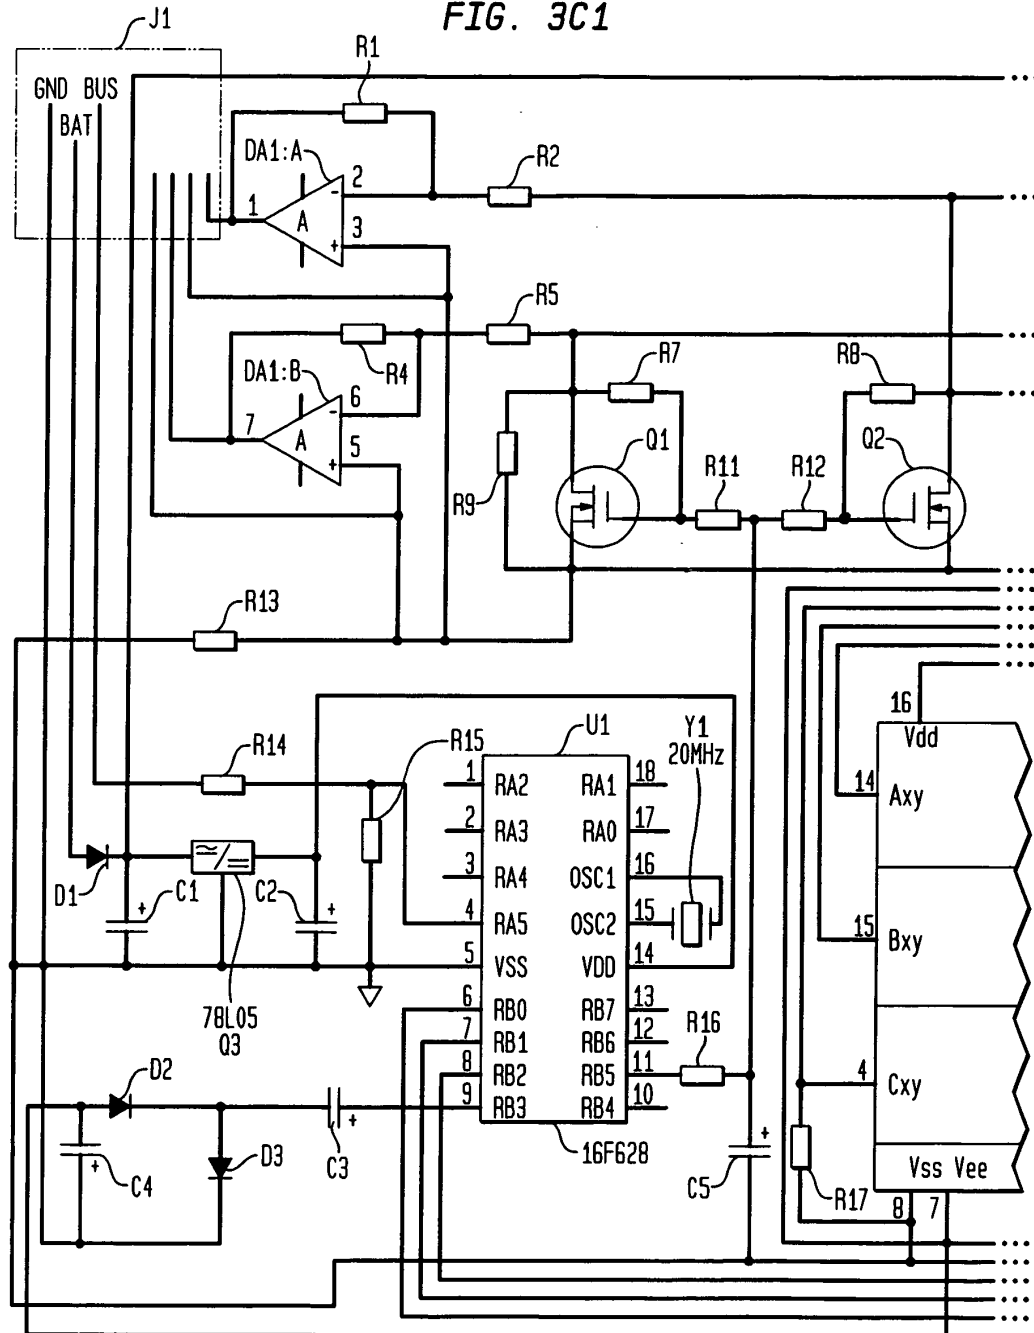 FIG. 3C1
J1
GND BUS
BAT
R1
DA1:A
2
R2
1
A
-
3
+
R5
R4
DA1:B
6
7
A
-
5
+
R7
R8
R9
Q1
R11
R12
Q2
R13
R14
R15
U1
Y1
20MHz
16
Vdd
1 RA2
RA1 18
14 Axy
2 RA3
RA0 17
3 RA4
OSC1 16
D1
C1 +
C2 +
4 RA5
OSC2 15
15 Bxy
5 VSS
VDD 14
78L05
Q3
6 RB0
RB7 13
7 RB1
RB6 12
R16
8 RB2
RB5 11
4 Cxy
9 RB3
RB4 10
D2
C3 +
D3
C4 +
16F628
C5 +
R17
Vss Vee
8 7